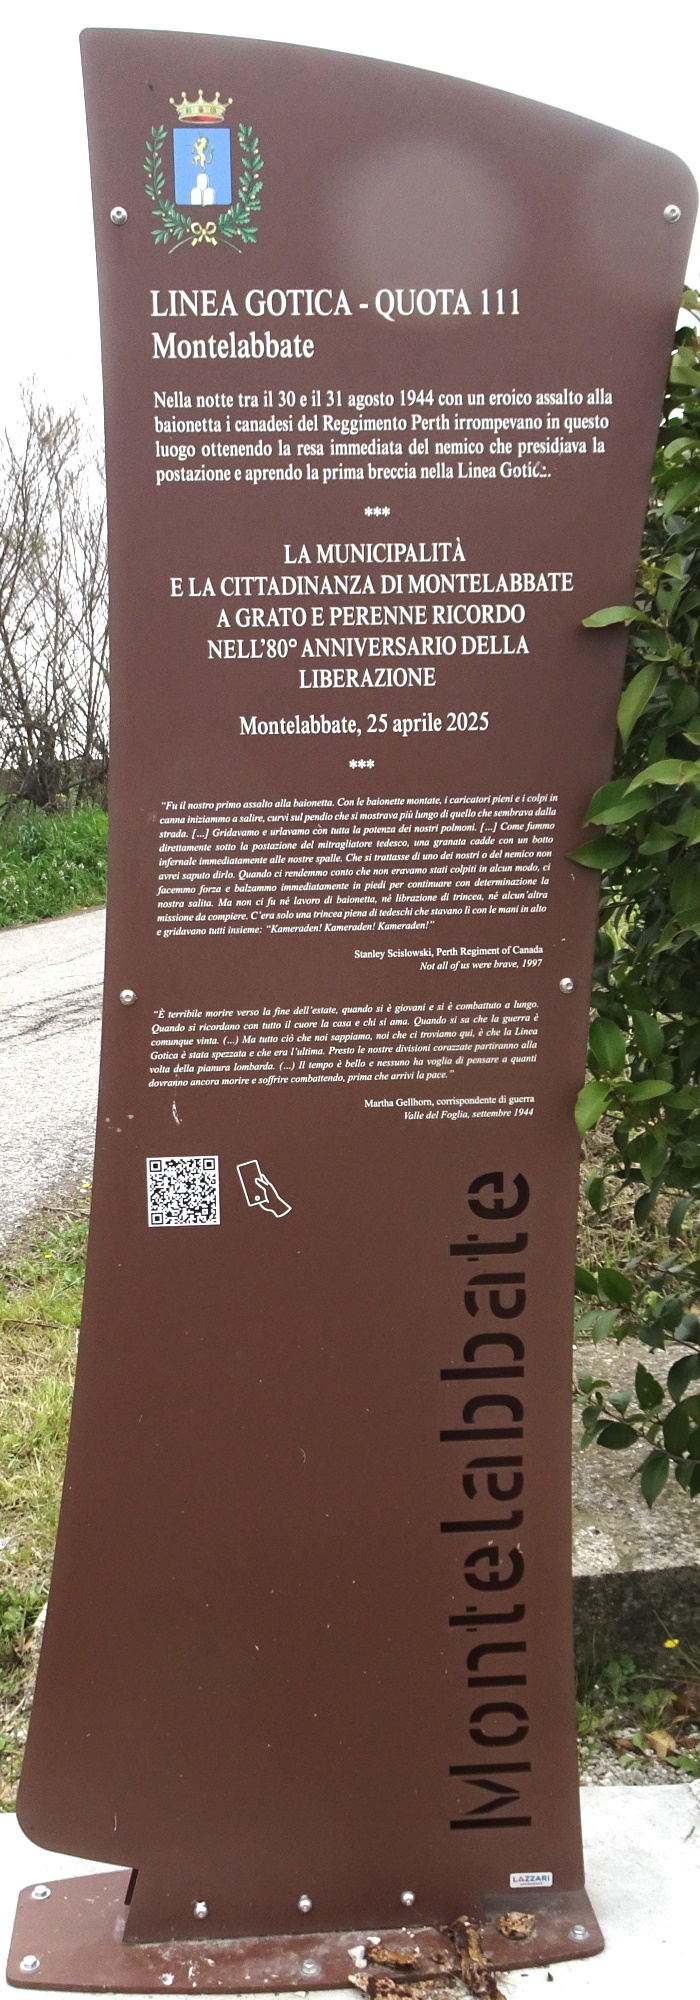 LINEA GOTICA - QUOTA 111
Montelabbate
Nella notte tra il 30 e il 31 agosto 1944 con un eroico assalto alla
baionetta i canadesi del Reggimento Perth irrompevano in questo
luogo ottenendo la resa immediata del nemico che presidiava la
postazione e aprendo la prima breccia nella Linea Gotica.
***
LA MUNICIPALITÀ
E LA CITTADINANZA DI MONTELABBATE
A GRATO E PERENNE RICORDO
NELL'80° ANNIVERSARIO DELLA
LIBERAZIONE
Montelabbate, 25 aprile 2025
***
"Fu il nostro primo assalto alla baionetta. Con le baionette montate, i caricatori pieni e i colpi in
canna iniziammo a salire, curvi sul pendio che si mostrava più lungo di quello che sembrava dalla
strada. [...] Gridavamo e urlavamo con tutta la potenza dei nostri polmoni. [...] Come fummo
direttamente sotto la postazione del mitragliatore tedesco, una granata cadde con un botto
infernale immediatamente alle nostre spalle. Che si trattasse di uno dei nostri o del nemico non
avrei saputo dirlo. Quando ci rendemmo conto che non eravamo stati colpiti in alcun modo, ci
facemmo forza e balzammo immediatamente in piedi per continuare con determinazione la
nostra salita. Ma non ci fu né lavoro di baionetta, né librazione di trincea, né alcun'altra
missione da compiere. C'era solo una trincea piena di tedeschi che stavano lì con le mani in alto
e gridavano tutti insieme: "Kameraden! Kameraden! Kameraden!"
Stanley Scislowski, Perth Regiment of Canada
Not all of us were brave, 1997
"È terribile morire verso la fine dell'estate, quando si è giovani e si è combattuto a lungo.
Quando si ricordano con tutto il cuore la casa e chi si ama. Quando si sa che la guerra è
comunque vinta. (...) Ma tutto ciò che noi sappiamo, noi che ci troviamo qui, è che la Linea
Gotica è stata spezzata e che era l'ultima. Presto le nostre divisioni corazzate partiranno alla
volta della pianura lombarda. (...) Il tempo è bello e nessuno ha voglia di pensare a quanti
dovranno ancora morire e soffrire combattendo, prima che arrivi la pace."
Martha Gellhorn, corrispondente di guerra
Valle del Foglia, settembre 1944
Montelabbate
LAZZARI